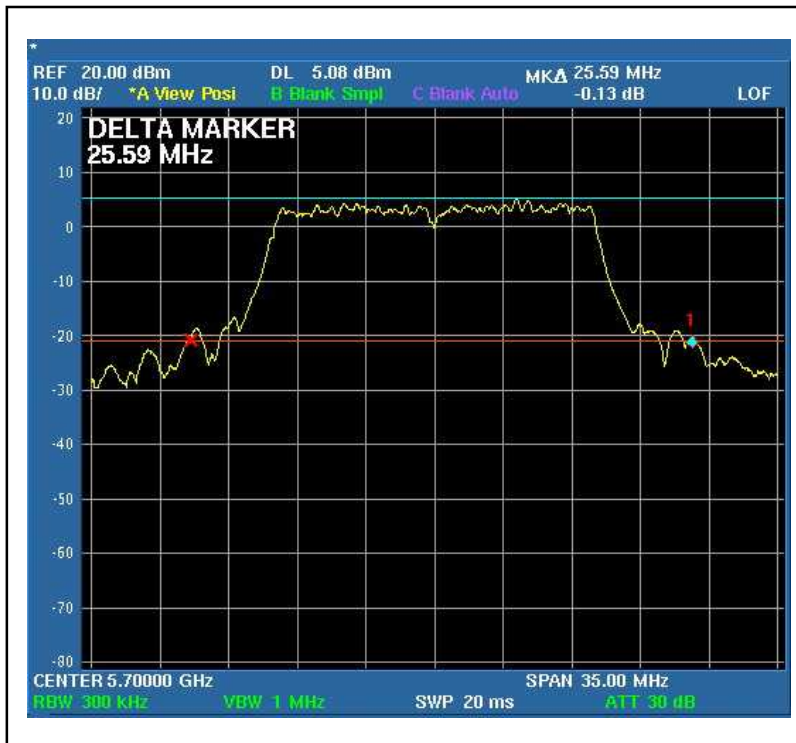 *
REF 20.00 dBm DL 5.08 dBm MKΔ 25.59 MHz
10.0 dB/ *A View Posi B Blank Smpl C Blank Auto -0.13 dB LOF
20
DELTA MARKER
25.59 MHz
10
0
-10
-20
1
-30
-40
-50
-60
-70
-80
CENTER 5.70000 GHz SPAN 35.00 MHz
RBW 300 kHz VBW 1 MHz SWP 20 ms ATT 30 dB